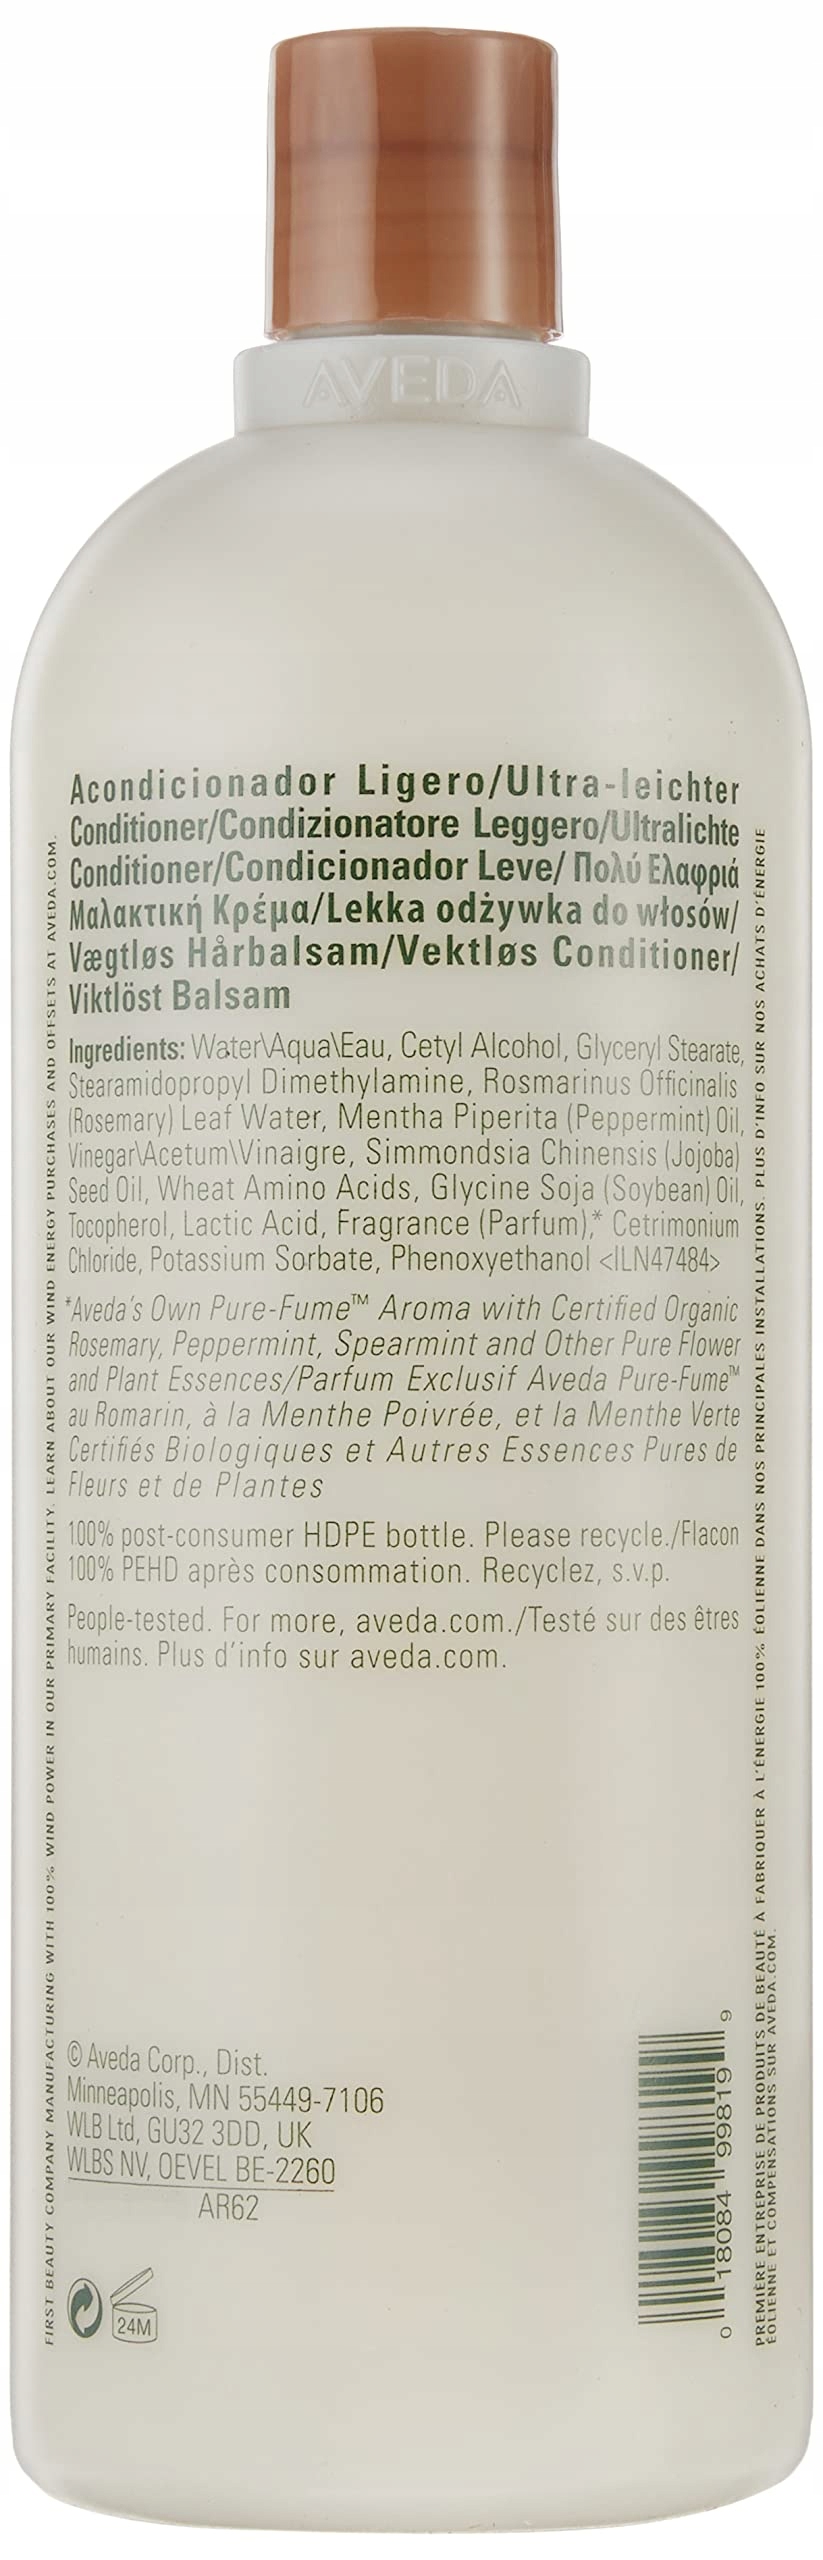 AVEDA
Acondicionador Ligero/Ultra-leichter
Conditioner/Condizionatore Leggero/Ultralichte
Conditioner/Condicionador Leve/ Πολύ Ελαφριά
Μαλακτική Κρέμα/Lekka odżywka do włosów/
Vægtløs Hårbalsam/Vektløs Conditioner/
Viktlöst Balsam
Ingredients: Water\Aqua\Eau, Cetyl Alcohol, Glyceryl Stearate,
Stearamidopropyl Dimethylamine, Rosmarinus Officinalis
(Rosemary) Leaf Water, Mentha Piperita (Peppermint) Oil,
Vinegar\Acetum\Vinaigre, Simmondsia Chinensis (Jojoba)
Seed Oil, Wheat Amino Acids, Glycine Soja (Soybean) Oil,
Tocopherol, Lactic Acid, Fragrance (Parfum),* Cetrimonium
Chloride, Potassium Sorbate, Phenoxyethanol <ILN47484>
*Aveda's Own Pure-Fume™ Aroma with Certified Organic
Rosemary, Peppermint, Spearmint and Other Pure Flower
and Plant Essences/Parfum Exclusif Aveda Pure-Fume™
au Romarin, à la Menthe Poivrée, et la Menthe Verte
Certifiés Biologiques et Autres Essences Pures de
Fleurs et de Plantes
100% post-consumer HDPE bottle. Please recycle./Flacon
100% PEHD après consommation. Recyclez, s.v.p.
People-tested. For more, aveda.com./Testé sur des êtres
humains. Plus d'info sur aveda.com.
© Aveda Corp., Dist.
Minneapolis, MN 55449-7106
WLB Ltd, GU32 3DD, UK
WLBS NV, OEVEL BE-2260
AR62
24M
0 18084 99819 9
FIRST BEAUTY COMPANY MANUFACTURING WITH 100% WIND POWER IN OUR PRIMARY FACILITY. LEARN ABOUT OUR WIND ENERGY PURCHASES AND OFFSETS AT AVEDA.COM.
PREMIÈRE ENTREPRISE DE PRODUITS DE BEAUTÉ À FABRIQUER À L'ÉNERGIE 100% ÉOLIENNE DANS NOS PRINCIPALES INSTALLATIONS. PLUS D'INFO SUR NOS ACHATS D'ÉNERGIE
ÉOLIENNE ET COMPENSATIONS SUR AVEDA.COM.